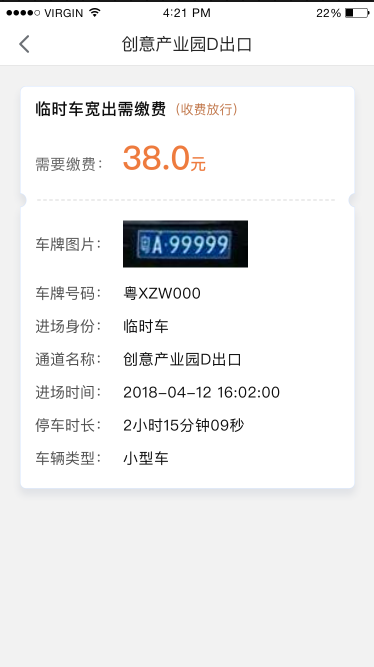 VIRGIN 4:21 PM 22%
创意产业园D出口
临时车宽出需缴费（收费放行）
需要缴费： 38.0元
车牌图片： 粤A·99999
车牌号码： 粤XZW000
进场身份： 临时车
通道名称： 创意产业园D出口
进场时间： 2018-04-12 16:02:00
停车时长： 2小时15分钟09秒
车辆类型： 小型车